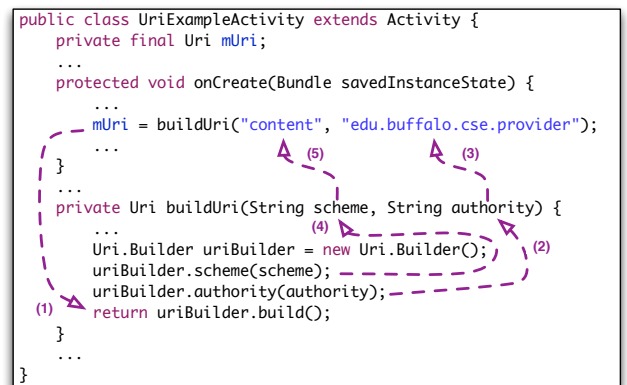 public class UriExampleActivity extends Activity {
    private final Uri mUri;
    ...
    protected void onCreate(Bundle savedInstanceState) {
        ...
        mUri = buildUri("content", "edu.buffalo.cse.provider");
        ...
(5) (3)
    }
    ...
    private Uri buildUri(String scheme, String authority) {
        ...
(4)
        Uri.Builder uriBuilder = new Uri.Builder();
(2)
        uriBuilder.scheme(scheme);
        uriBuilder.authority(authority);
(1)
        return uriBuilder.build();
    }
    ...
}